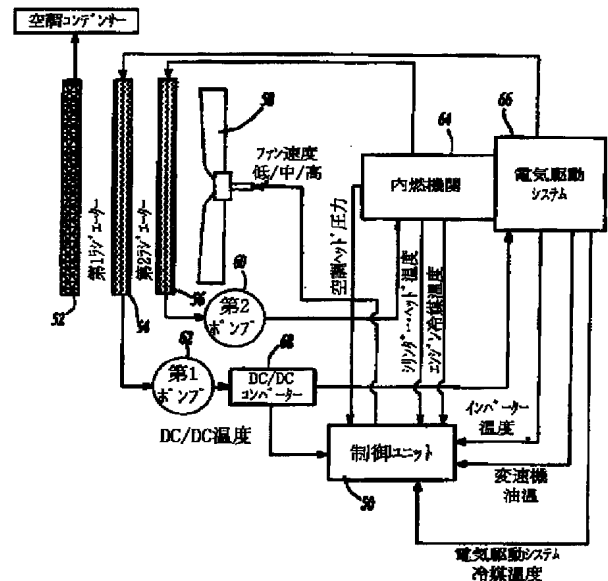 空調コンデンサー
52
第1ラジエーター
54
第2ラジエーター
56
58
ファン速度
低/中/高
60
第2
ポンプ
62
第1
ポンプ
68
DC/DC
コンバーター
DC/DC温度
64
内燃機関
66
電気駆動
システム
空調ヘッド圧力
シリンダーヘッド温度
エンジン冷媒温度
制御ユニット
50
インバーター
温度
変速機
油温
電気駆動システム
冷媒温度